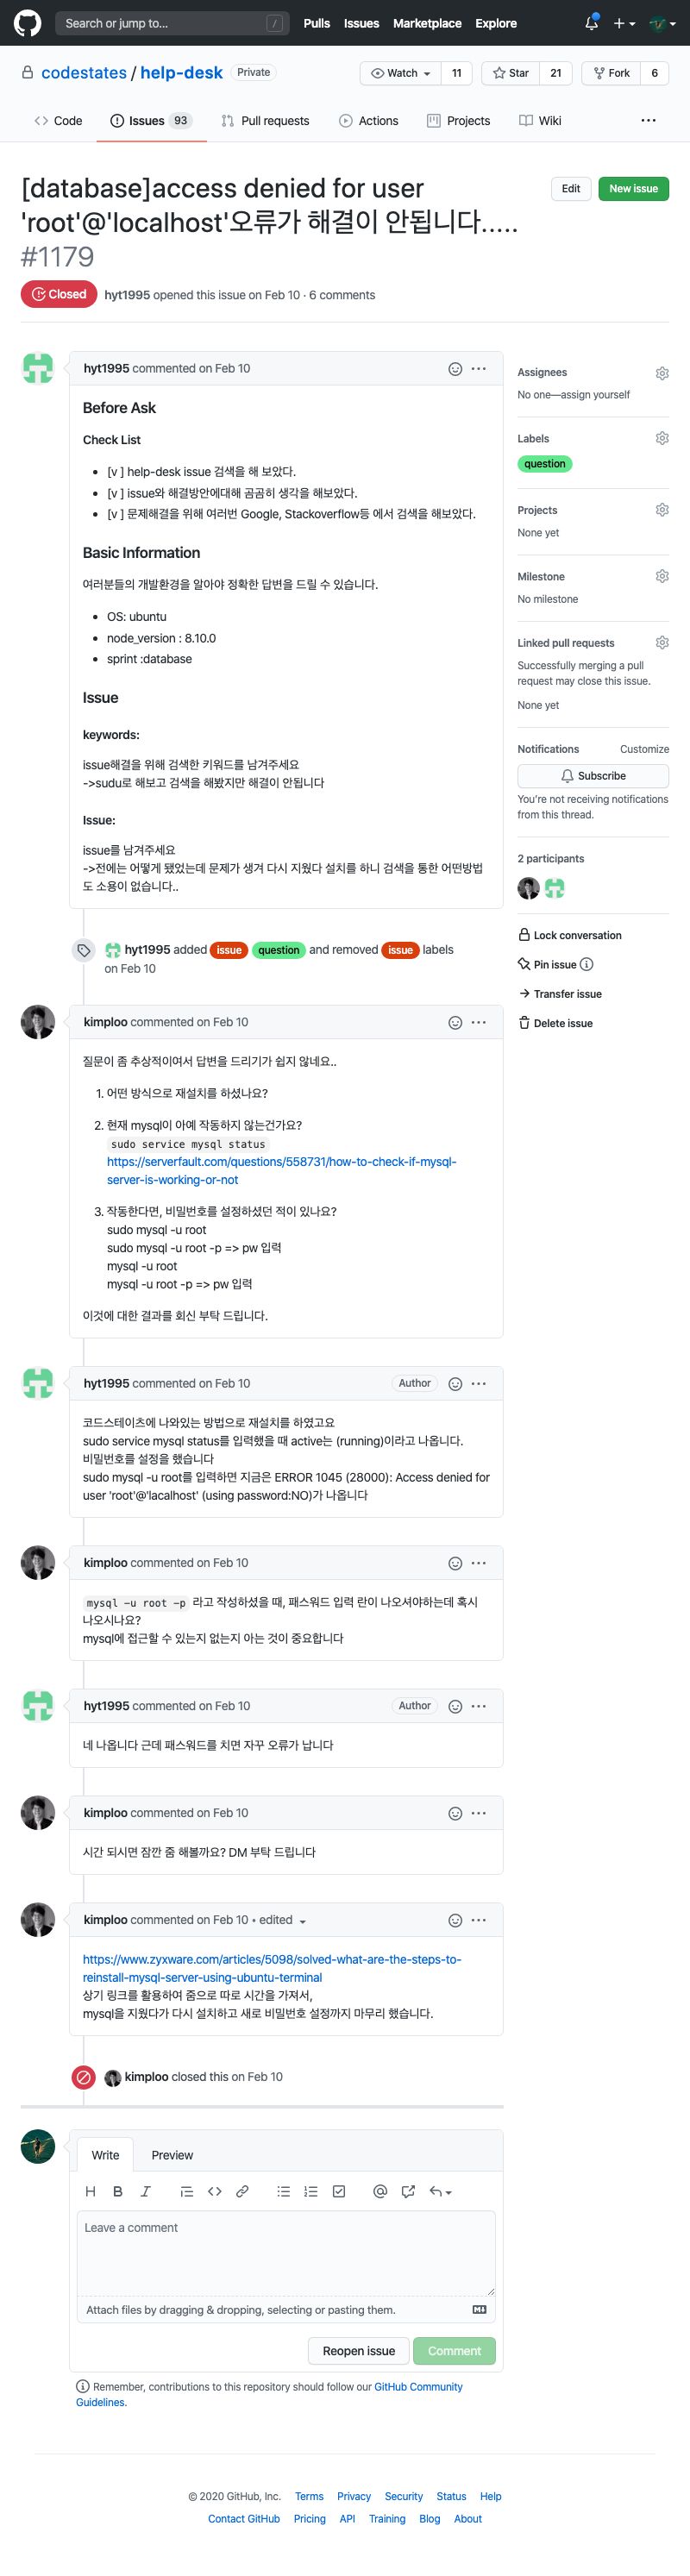 Search or jump to... /
Pulls Issues Marketplace Explore
codestates / help-desk Private
Watch 11 Star 21 Fork 6
Code Issues 93 Pull requests Actions Projects Wiki ...
[database]access denied for user
'root'@'localhost'오류가 해결이 안됩니다.....
#1179
Edit New issue
Closed hyt1995 opened this issue on Feb 10 · 6 comments
hyt1995 commented on Feb 10
Before Ask
Check List
• [v ] help-desk issue 검색을 해 보았다.
• [v ] issue와 해결방안에대해 곰곰히 생각을 해보았다.
• [v ] 문제해결을 위해 여러번 Google, Stackoverflow등 에서 검색을 해보았다.
Basic Information
여러분들의 개발환경을 알아야 정확한 답변을 드릴 수 있습니다.
• OS: ubuntu
• node_version : 8.10.0
• sprint :database
Issue
keywords:
issue해결을 위해 검색한 키워드를 남겨주세요
->sudu로 해보고 검색을 해봤지만 해결이 안됩니다
Issue:
issue를 남겨주세요
->전에는 어떻게 됐었는데 문제가 생겨 다시 지웠다 설치를 하니 검색을 통한 어떤방법
도 소용이 없습니다..
hyt1995 added issue question and removed issue labels
on Feb 10
kimploo commented on Feb 10
질문이 좀 추상적이여서 답변을 드리기가 쉽지 않네요..
1. 어떤 방식으로 재설치를 하셨나요?
2. 현재 mysql이 아예 작동하지 않는건가요?
sudo service mysql status
https://serverfault.com/questions/558731/how-to-check-if-mysql-
server-is-working-or-not
3. 작동한다면, 비밀번호를 설정하셨던 적이 있나요?
sudo mysql -u root
sudo mysql -u root -p => pw 입력
mysql -u root
mysql -u root -p => pw 입력
이것에 대한 결과를 회신 부탁 드립니다.
hyt1995 commented on Feb 10 Author
코드스테이츠에 나와있는 방법으로 재설치를 하였고요
sudo service mysql status를 입력했을 때 active는 (running)이라고 나옵니다.
비밀번호를 설정을 했습니다
sudo mysql -u root를 입력하면 지금은 ERROR 1045 (28000): Access denied for
user 'root'@'lacalhost' (using password:NO)가 나옵니다
kimploo commented on Feb 10
mysql -u root -p 라고 작성하셨을 때, 패스워드 입력 란이 나오셔야하는데 혹시
나오시나요?
mysql에 접근할 수 있는지 없는지 아는 것이 중요합니다
hyt1995 commented on Feb 10 Author
네 나옵니다 근데 패스워드를 치면 자꾸 오류가 납니다
kimploo commented on Feb 10
시간 되시면 잠깐 줌 해볼까요? DM 부탁 드립니다
kimploo commented on Feb 10 • edited
https://www.zyxware.com/articles/5098/solved-what-are-the-steps-to-
reinstall-mysql-server-using-ubuntu-terminal
상기 링크를 활용하여 줌으로 따로 시간을 가져서,
mysql을 지웠다가 다시 설치하고 새로 비밀번호 설정까지 마무리 했습니다.
kimploo closed this on Feb 10
Write Preview
H B I
Leave a comment
Attach files by dragging & dropping, selecting or pasting them.
Reopen issue Comment
Remember, contributions to this repository should follow our GitHub Community
Guidelines.
Assignees
No one—assign yourself
Labels
question
Projects
None yet
Milestone
No milestone
Linked pull requests
Successfully merging a pull
request may close this issue.
None yet
Notifications Customize
Subscribe
You're not receiving notifications
from this thread.
2 participants
Lock conversation
Pin issue
Transfer issue
Delete issue
© 2020 GitHub, Inc. Terms Privacy Security Status Help
Contact GitHub Pricing API Training Blog About